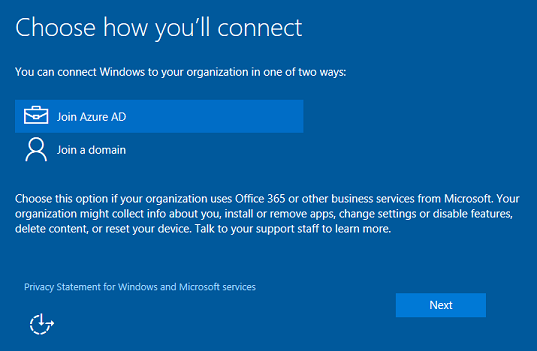 Choose how you'll connect
You can connect Windows to your organization in one of two ways:
Join Azure AD
Join a domain
Choose this option if your organization uses Office 365 or other business services from Microsoft. Your
organization might collect info about you, install or remove apps, change settings or disable features,
delete content, or reset your device. Talk to your support staff to learn more.
Privacy Statement for Windows and Microsoft services
Next